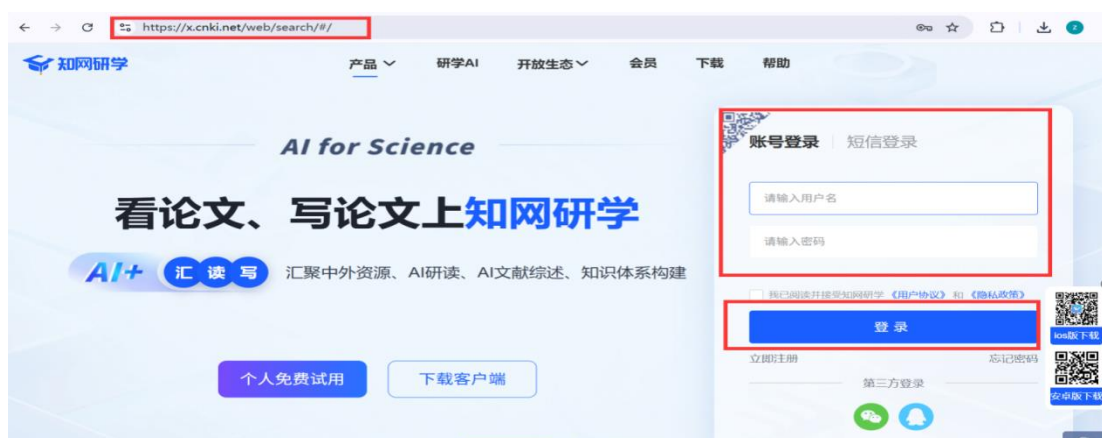 https://x.cnki.net/web/search/#/
知网研学 产品 研学AI 开放生态 会员 下载 帮助
AI for Science
看论文、写论文上知网研学
AI+ 汇 读 写 汇聚中外资源、AI研读、AI文献综述、知识体系构建
个人免费试用 下载客户端
账号登录 短信登录
请输入用户名
请输入密码
我已阅读并接受知网研学《用户协议》和《隐私政策》
登 录
立即注册 忘记密码
第三方登录
ios版下载
安卓版下载